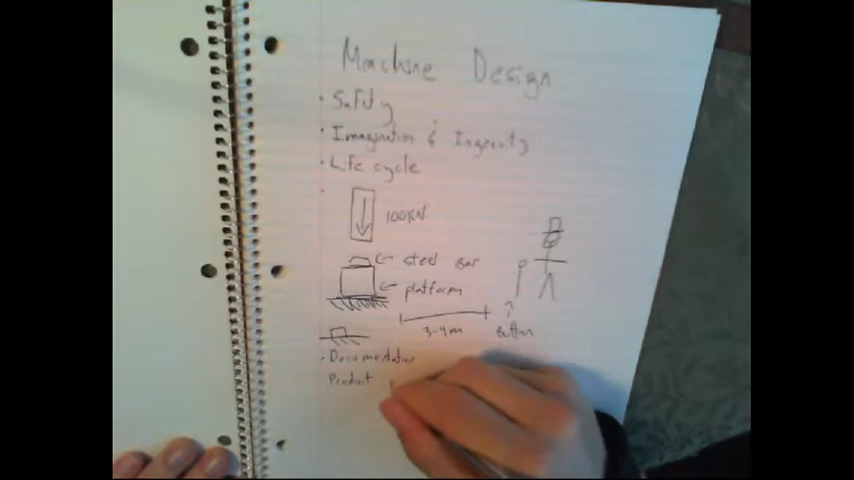 Machine Design
• Safety
• Imagination & Ingenuity
• Life cycle
100KN
steel bar
platform
3-4m
Button
• Documentation
Product